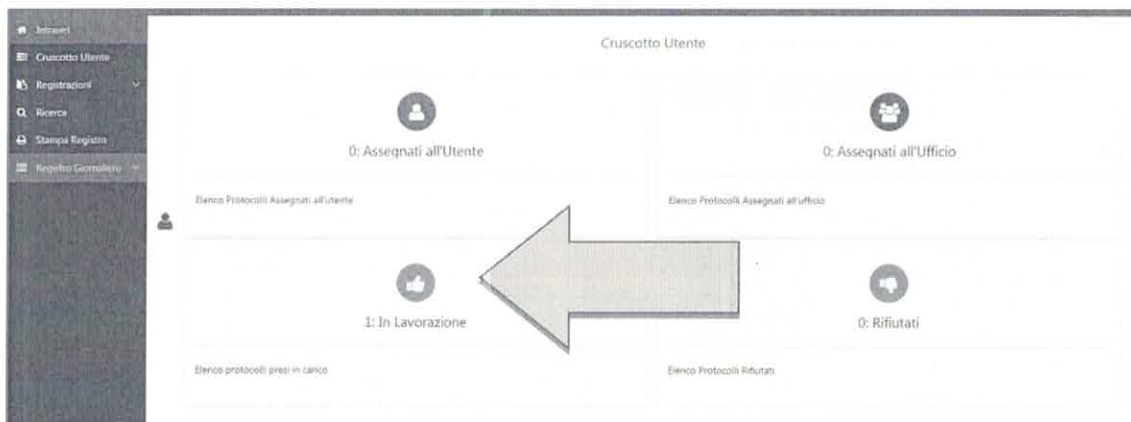 Intranet
Cruscotto Utente
Registrazioni
Ricerca
Stampa Registro
Registro Giornaliero
Cruscotto Utente
0: Assegnati all'Utente
Elenco Protocolli Assegnati all'utente
0: Assegnati all'Ufficio
Elenco Protocolli Assegnati all'ufficio
1: In Lavorazione
Elenco protocolli presi in carico
0: Rifiutati
Elenco Protocolli Rifiutati